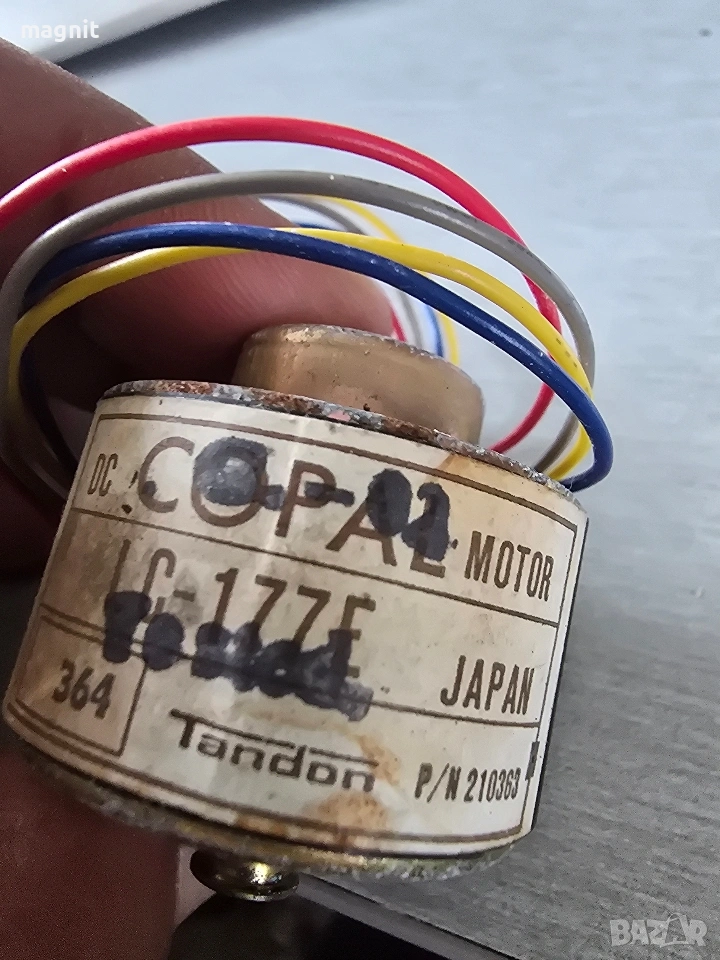 magnit
DC COPAL MOTOR
LC-177E
JAPAN
364
Tandon
P/N 210363
BAZAR